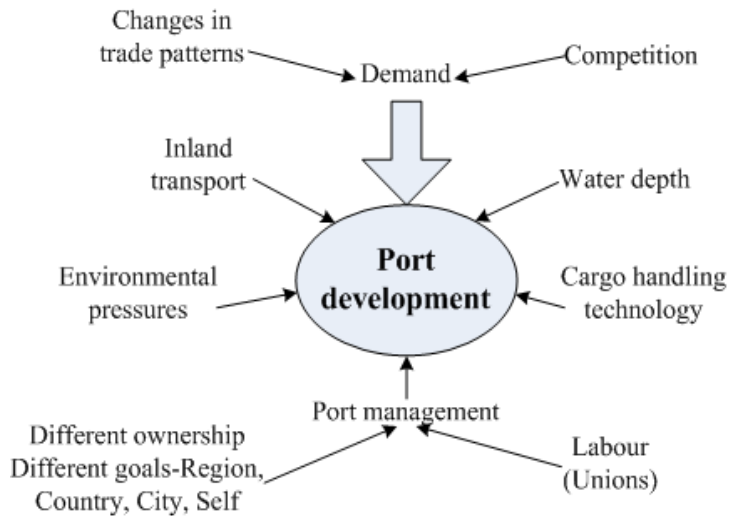 Changes in
trade patterns
Demand
Competition
Inland
transport
Water depth
Port
development
Environmental
pressures
Cargo handling
technology
Port management
Different ownership
Different goals-Region,
Country, City, Self
Labour
(Unions)